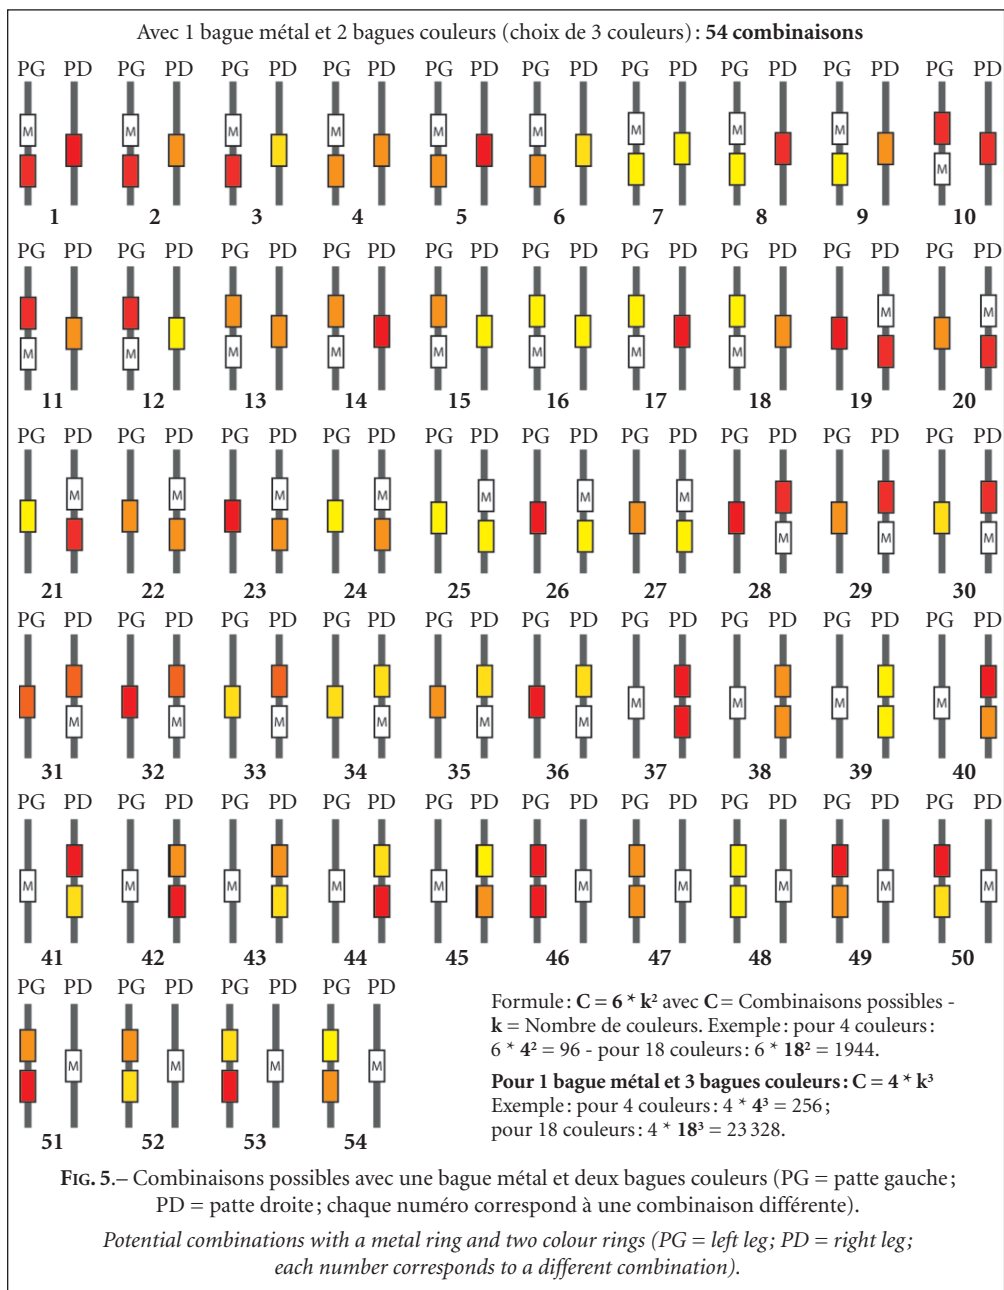 Avec 1 bague métal et 2 bagues couleurs (choix de 3 couleurs) : 54 combinaisons
PG PD PG PD PG PD PG PD PG PD PG PD PG PD PG PD PG PD PG PD
M M M M M M M M M
M
1 2 3 4 5 6 7 8 9 10
PG PD PG PD PG PD PG PD PG PD PG PD PG PD PG PD PG PD PG PD
M M
M M M M M M M M
11 12 13 14 15 16 17 18 19 20
PG PD PG PD PG PD PG PD PG PD PG PD PG PD PG PD PG PD PG PD
M M M M M M M
M M M
21 22 23 24 25 26 27 28 29 30
PG PD PG PD PG PD PG PD PG PD PG PD PG PD PG PD PG PD PG PD
M M M M
M M M M M M
31 32 33 34 35 36 37 38 39 40
PG PD PG PD PG PD PG PD PG PD PG PD PG PD PG PD PG PD PG PD
M M M M M M M M M M
41 42 43 44 45 46 47 48 49 50
PG PD PG PD PG PD PG PD
M M M M
51 52 53 54
Formule : C = 6 * k² avec C = Combinaisons possibles -
k = Nombre de couleurs. Exemple : pour 4 couleurs :
6 * 4² = 96 - pour 18 couleurs : 6 * 18² = 1944.
Pour 1 bague métal et 3 bagues couleurs : C = 4 * k³
Exemple : pour 4 couleurs : 4 * 4³ = 256 ;
pour 18 couleurs : 4 * 18³ = 23 328.
FIG. 5.– Combinaisons possibles avec une bague métal et deux bagues couleurs (PG = patte gauche ;
PD = patte droite ; chaque numéro correspond à une combinaison différente).
Potential combinations with a metal ring and two colour rings (PG = left leg; PD = right leg;
each number corresponds to a different combination).